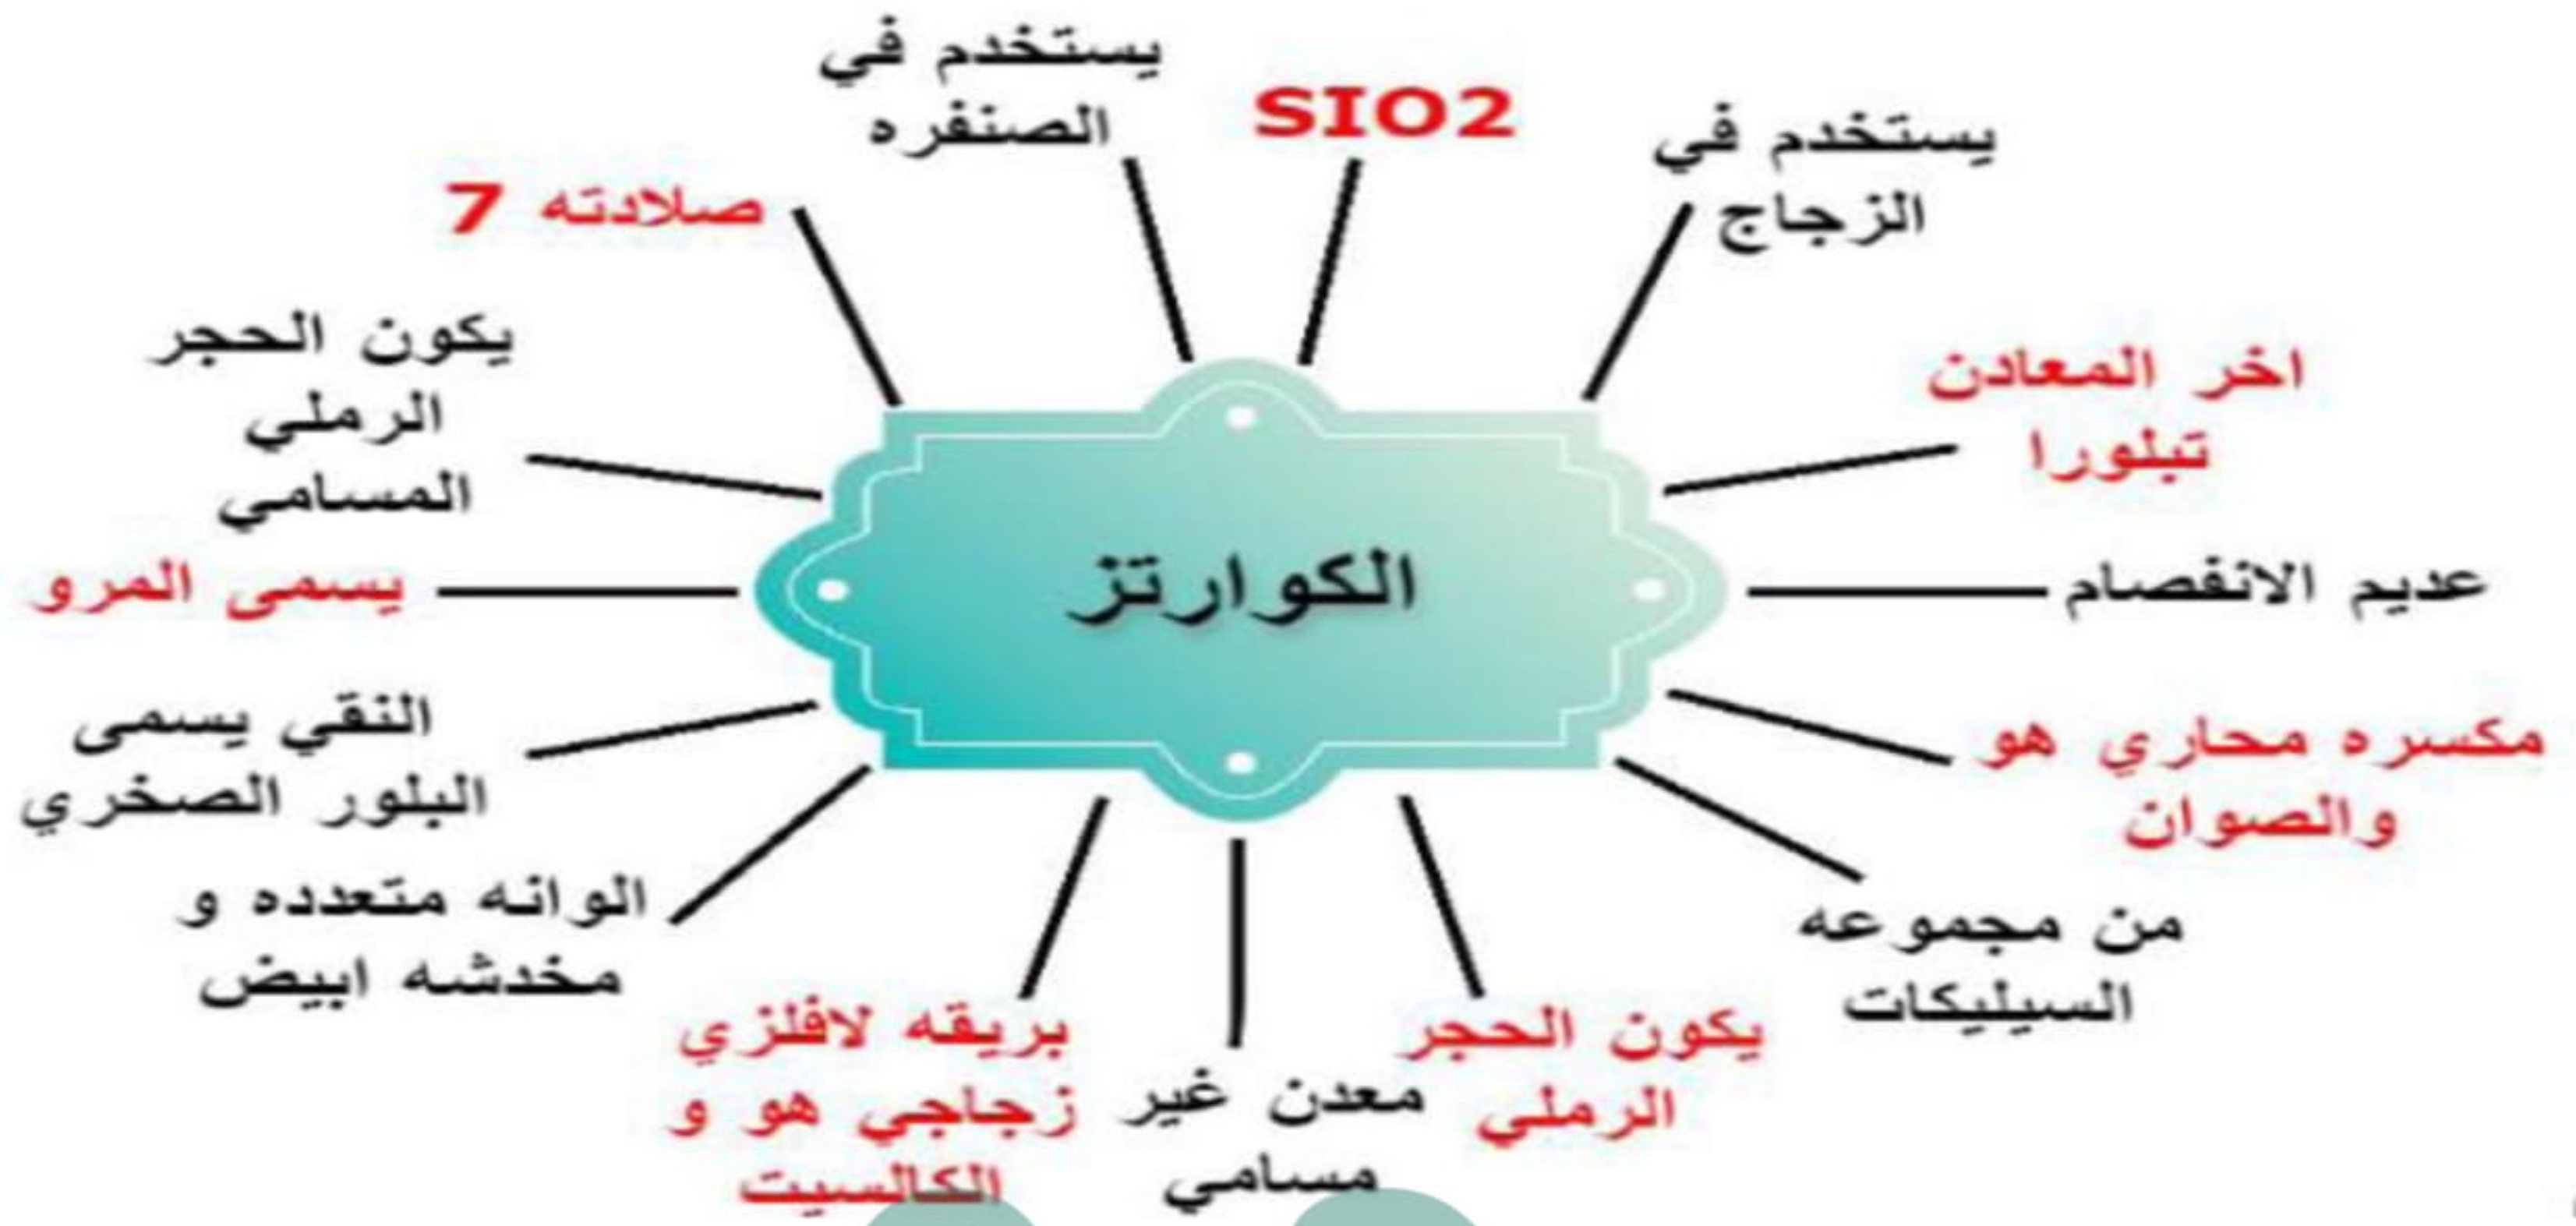 يستخدم في
الصنفره
SIO2
يستخدم في
الزجاج
صلادته 7
اخر المعادن
تبلورا
يكون الحجر
الرملي
المسامي
عديم الانفصام
الكوارتز
يسمى المرو
مكسره محاري هو
والصوان
النقي يسمى
البلور الصخري
من مجموعه
السيليكات
الوانه متعدده و
مخدشه ابيض
يكون الحجر
الرملي
معدن غير
مسامي
بريقه لافلزي
زجاجي هو و
الكالسيت